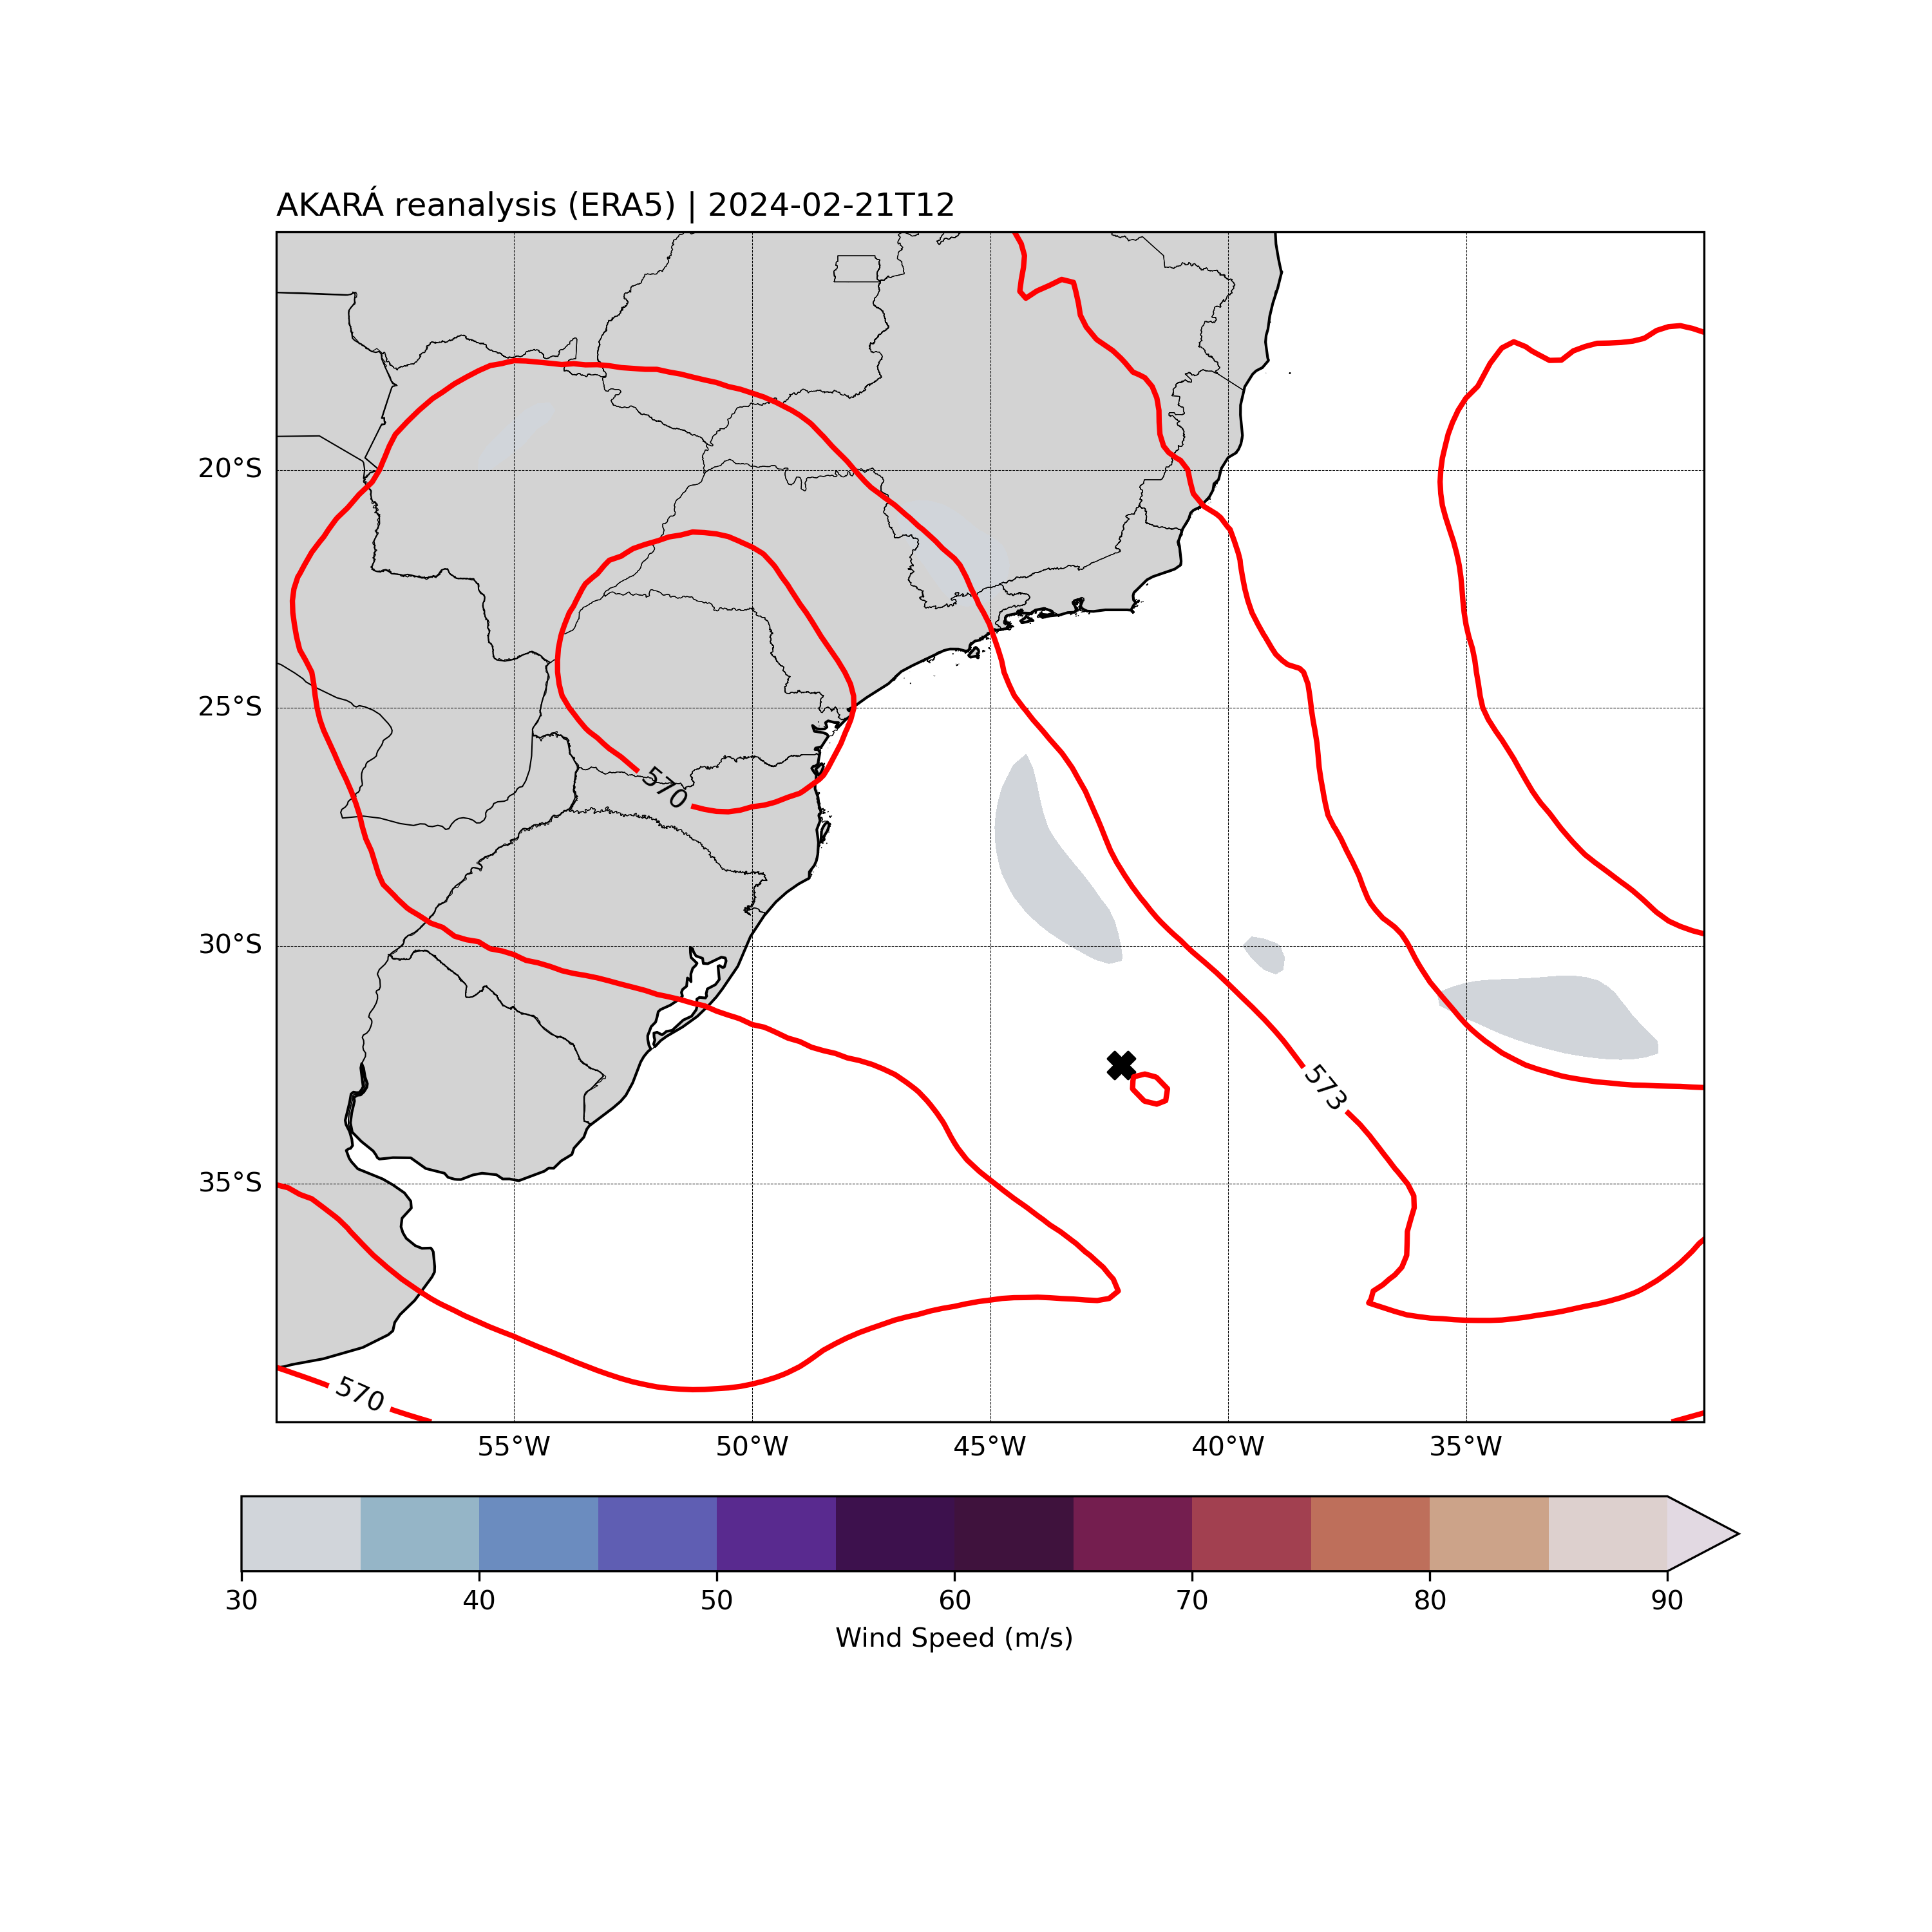 AKARÁ reanalysis (ERA5) | 2024-02-21T12
20°S
25°S
30°S
35°S
570
573
570
55°W 50°W 45°W 40°W 35°W
30 40 50 60 70 80 90
Wind Speed (m/s)